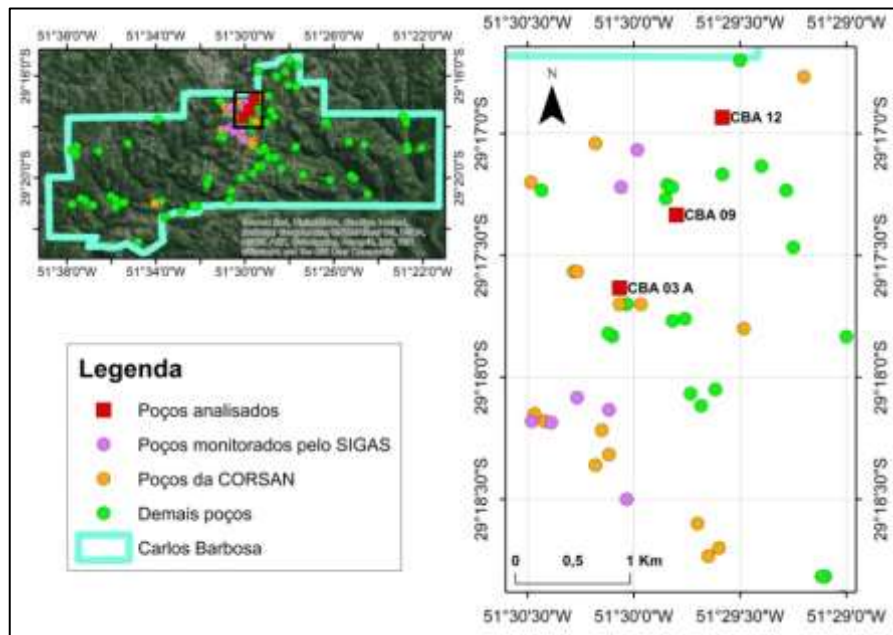 51°38'0"W 51°34'0"W 51°30'0"W 51°26'0"W 51°22'0"W
29°16'0"S
29°20'0"S
29°16'0"S
29°20'0"S
51°38'0"W 51°34'0"W 51°30'0"W 51°26'0"W 51°22'0"W
Legenda
Poços analisados
Poços monitorados pelo SIGAS
Poços da CORSAN
Demais poços
Carlos Barbosa
51°30'30"W 51°30'0"W 51°29'30"W 51°29'0"W
N
CBA 12
CBA 09
CBA 03 A
29°17'0"S
29°17'30"S
29°18'0"S
29°18'30"S
29°17'0"S
29°17'30"S
29°18'0"S
29°18'30"S
0 0,5 1 Km
51°30'30"W 51°30'0"W 51°29'30"W 51°29'0"W